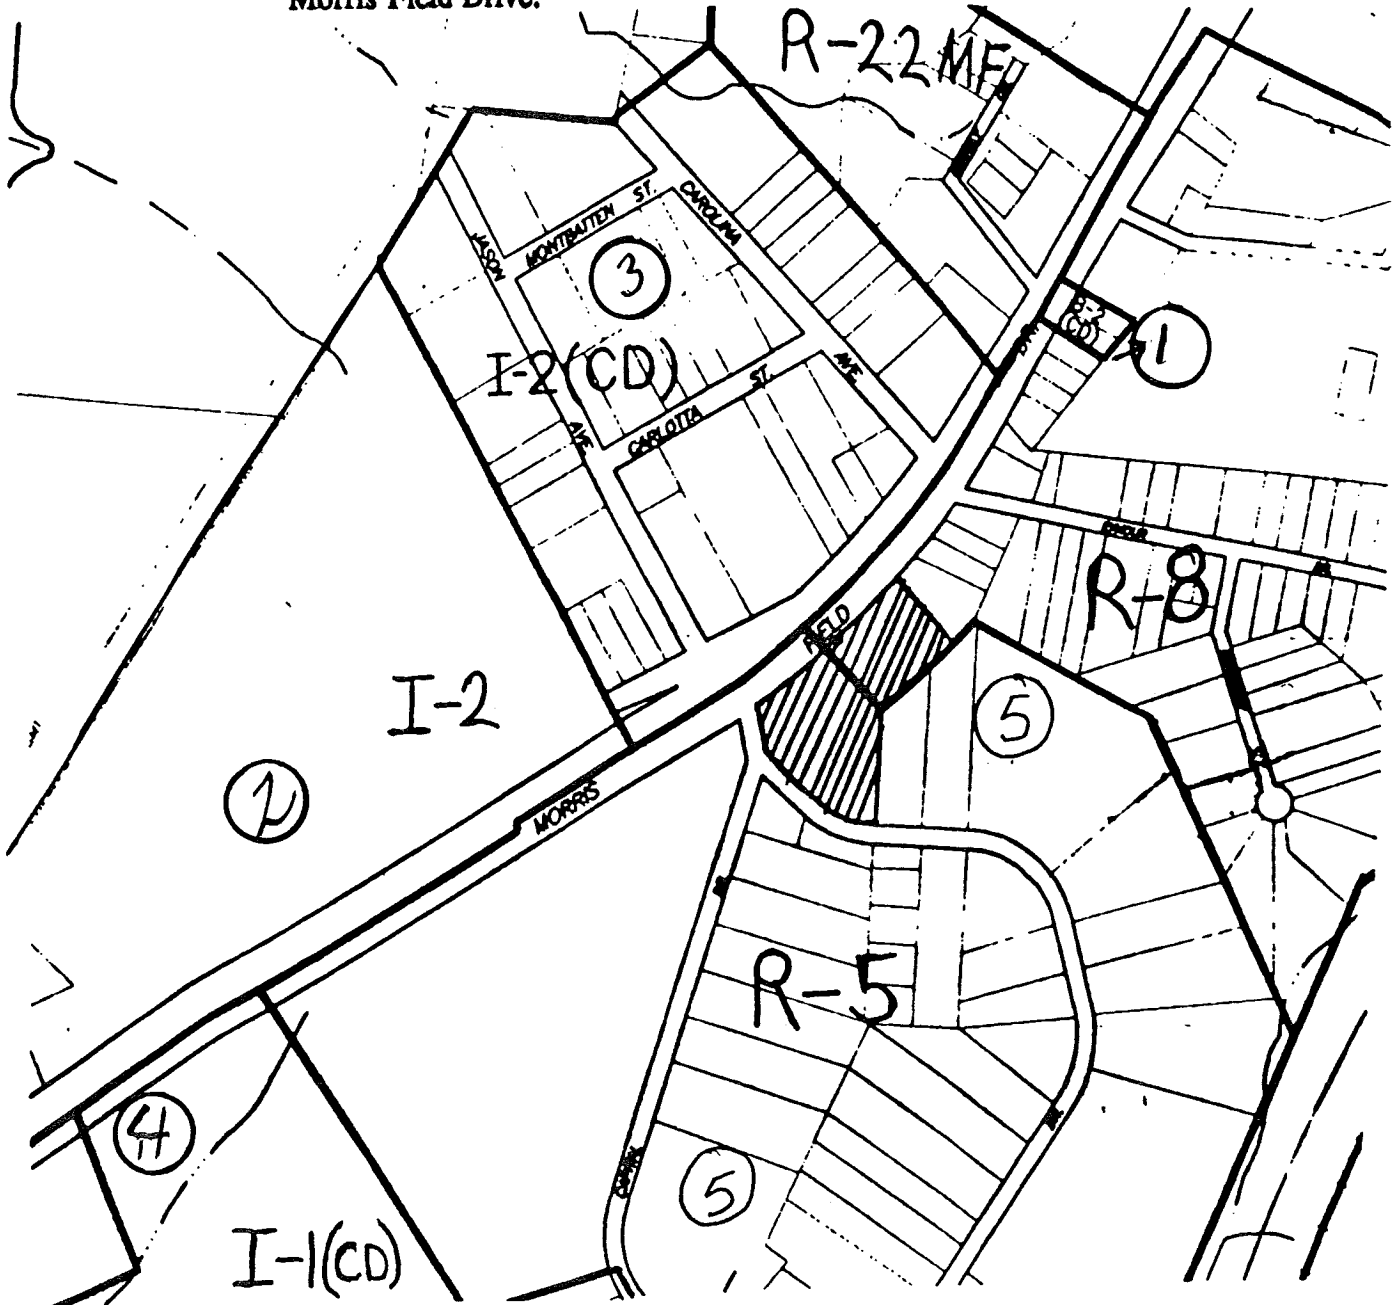 Morris Field Drive.
R-22MF
MONTBATTEN ST.
CAROLINA
JASON
3
B-2
(CD)
1
I-2(CD)
ST.
AVE.
CARLOTTA
AVE.
R-8
FIELD
I-2
5
2
MORRIS
R-5
4
5
I-1(CD)